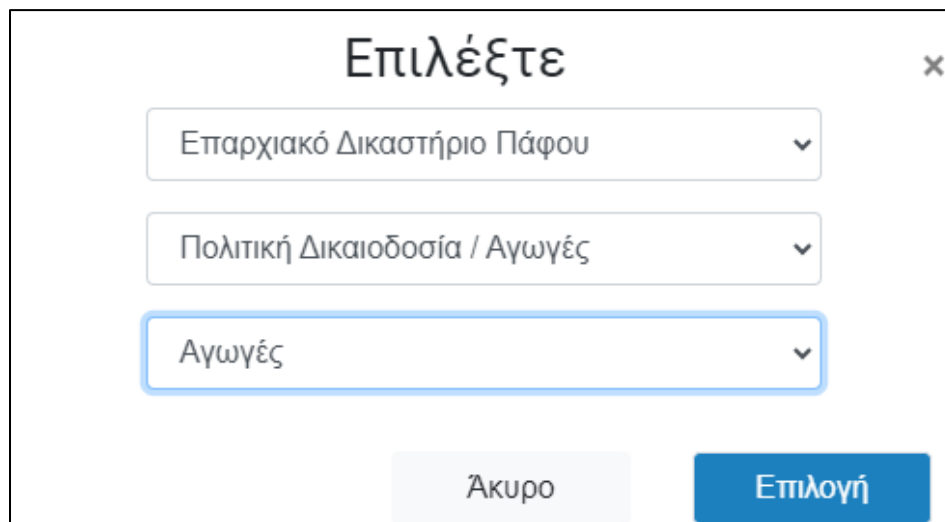 Επιλέξτε
×
Επαρχιακό Δικαστήριο Πάφου
Πολιτική Δικαιοδοσία / Αγωγές
Αγωγές
Άκυρο Επιλογή